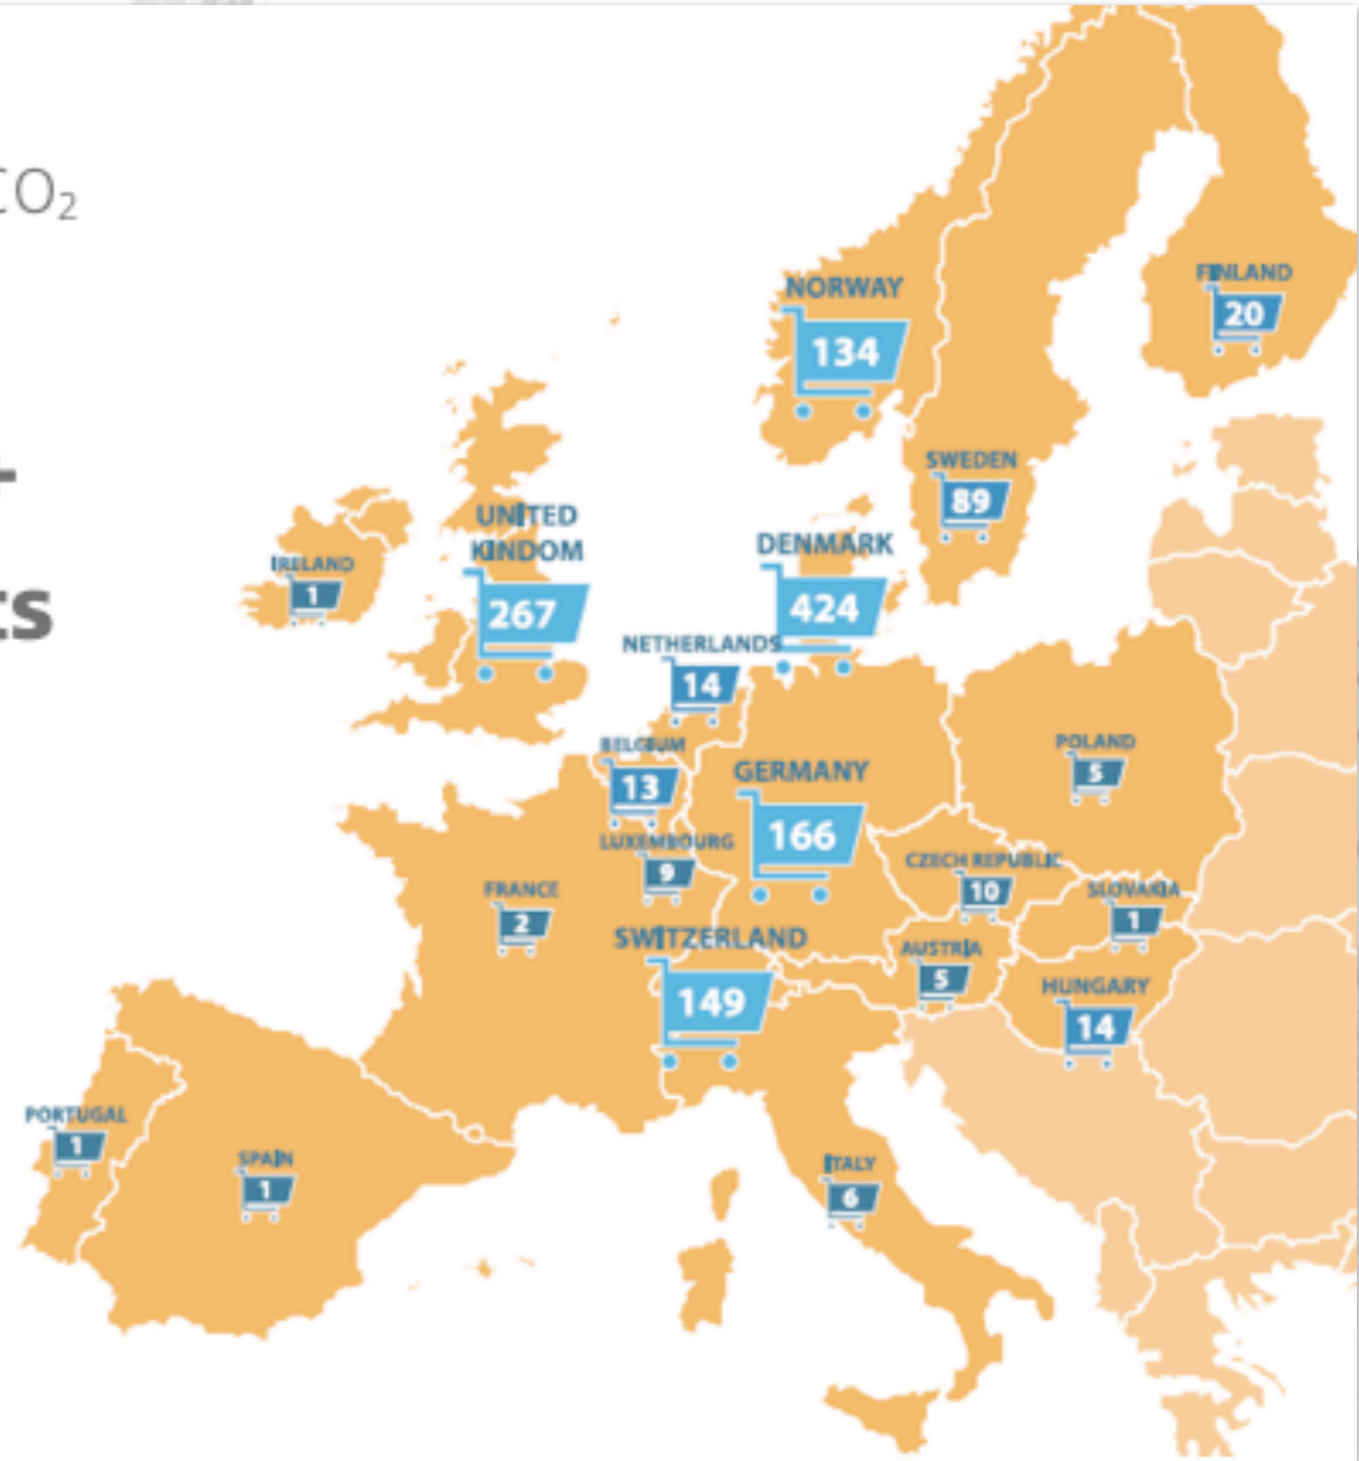 CO₂
+
ts
NORWAY
134
FINLAND
20
SWEDEN
89
UNITED
KINDOM
267
IRELAND
1
DENMARK
424
NETHERLANDS
14
BELGIUM
13
GERMANY
166
POLAND
5
LUXEMBOURG
9
CZECH REPUBLIC
10
SLOVAKIA
1
FRANCE
2
SWITZERLAND
149
AUSTRIA
5
HUNGARY
14
PORTUGAL
1
SPAIN
1
ITALY
6